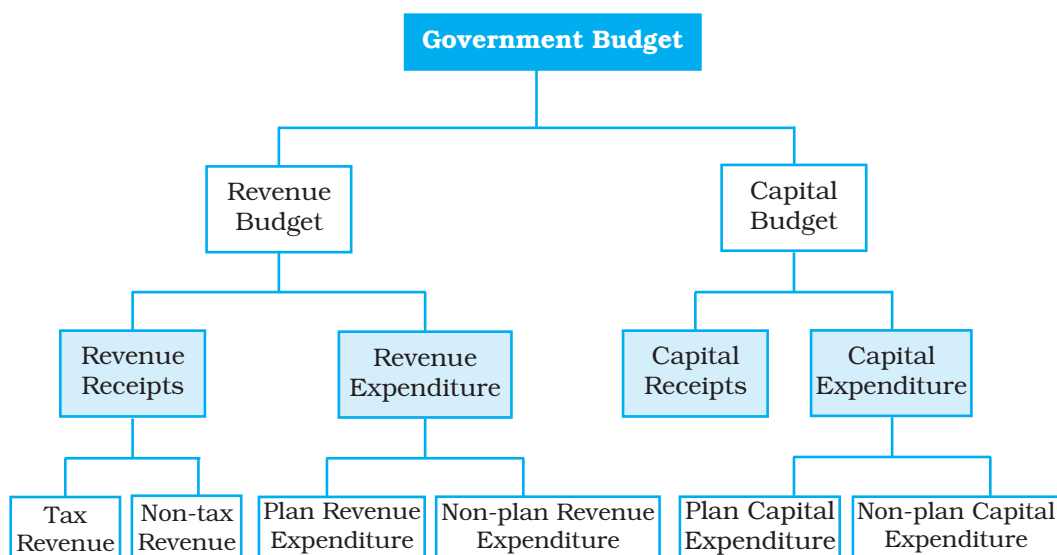 Government Budget
Revenue
Budget
Capital
Budget
Revenue
Receipts
Revenue
Expenditure
Capital
Receipts
Capital
Expenditure
Tax
Revenue
Non-tax
Revenue
Plan Revenue
Expenditure
Non-plan Revenue
Expenditure
Plan Capital
Expenditure
Non-plan Capital
Expenditure